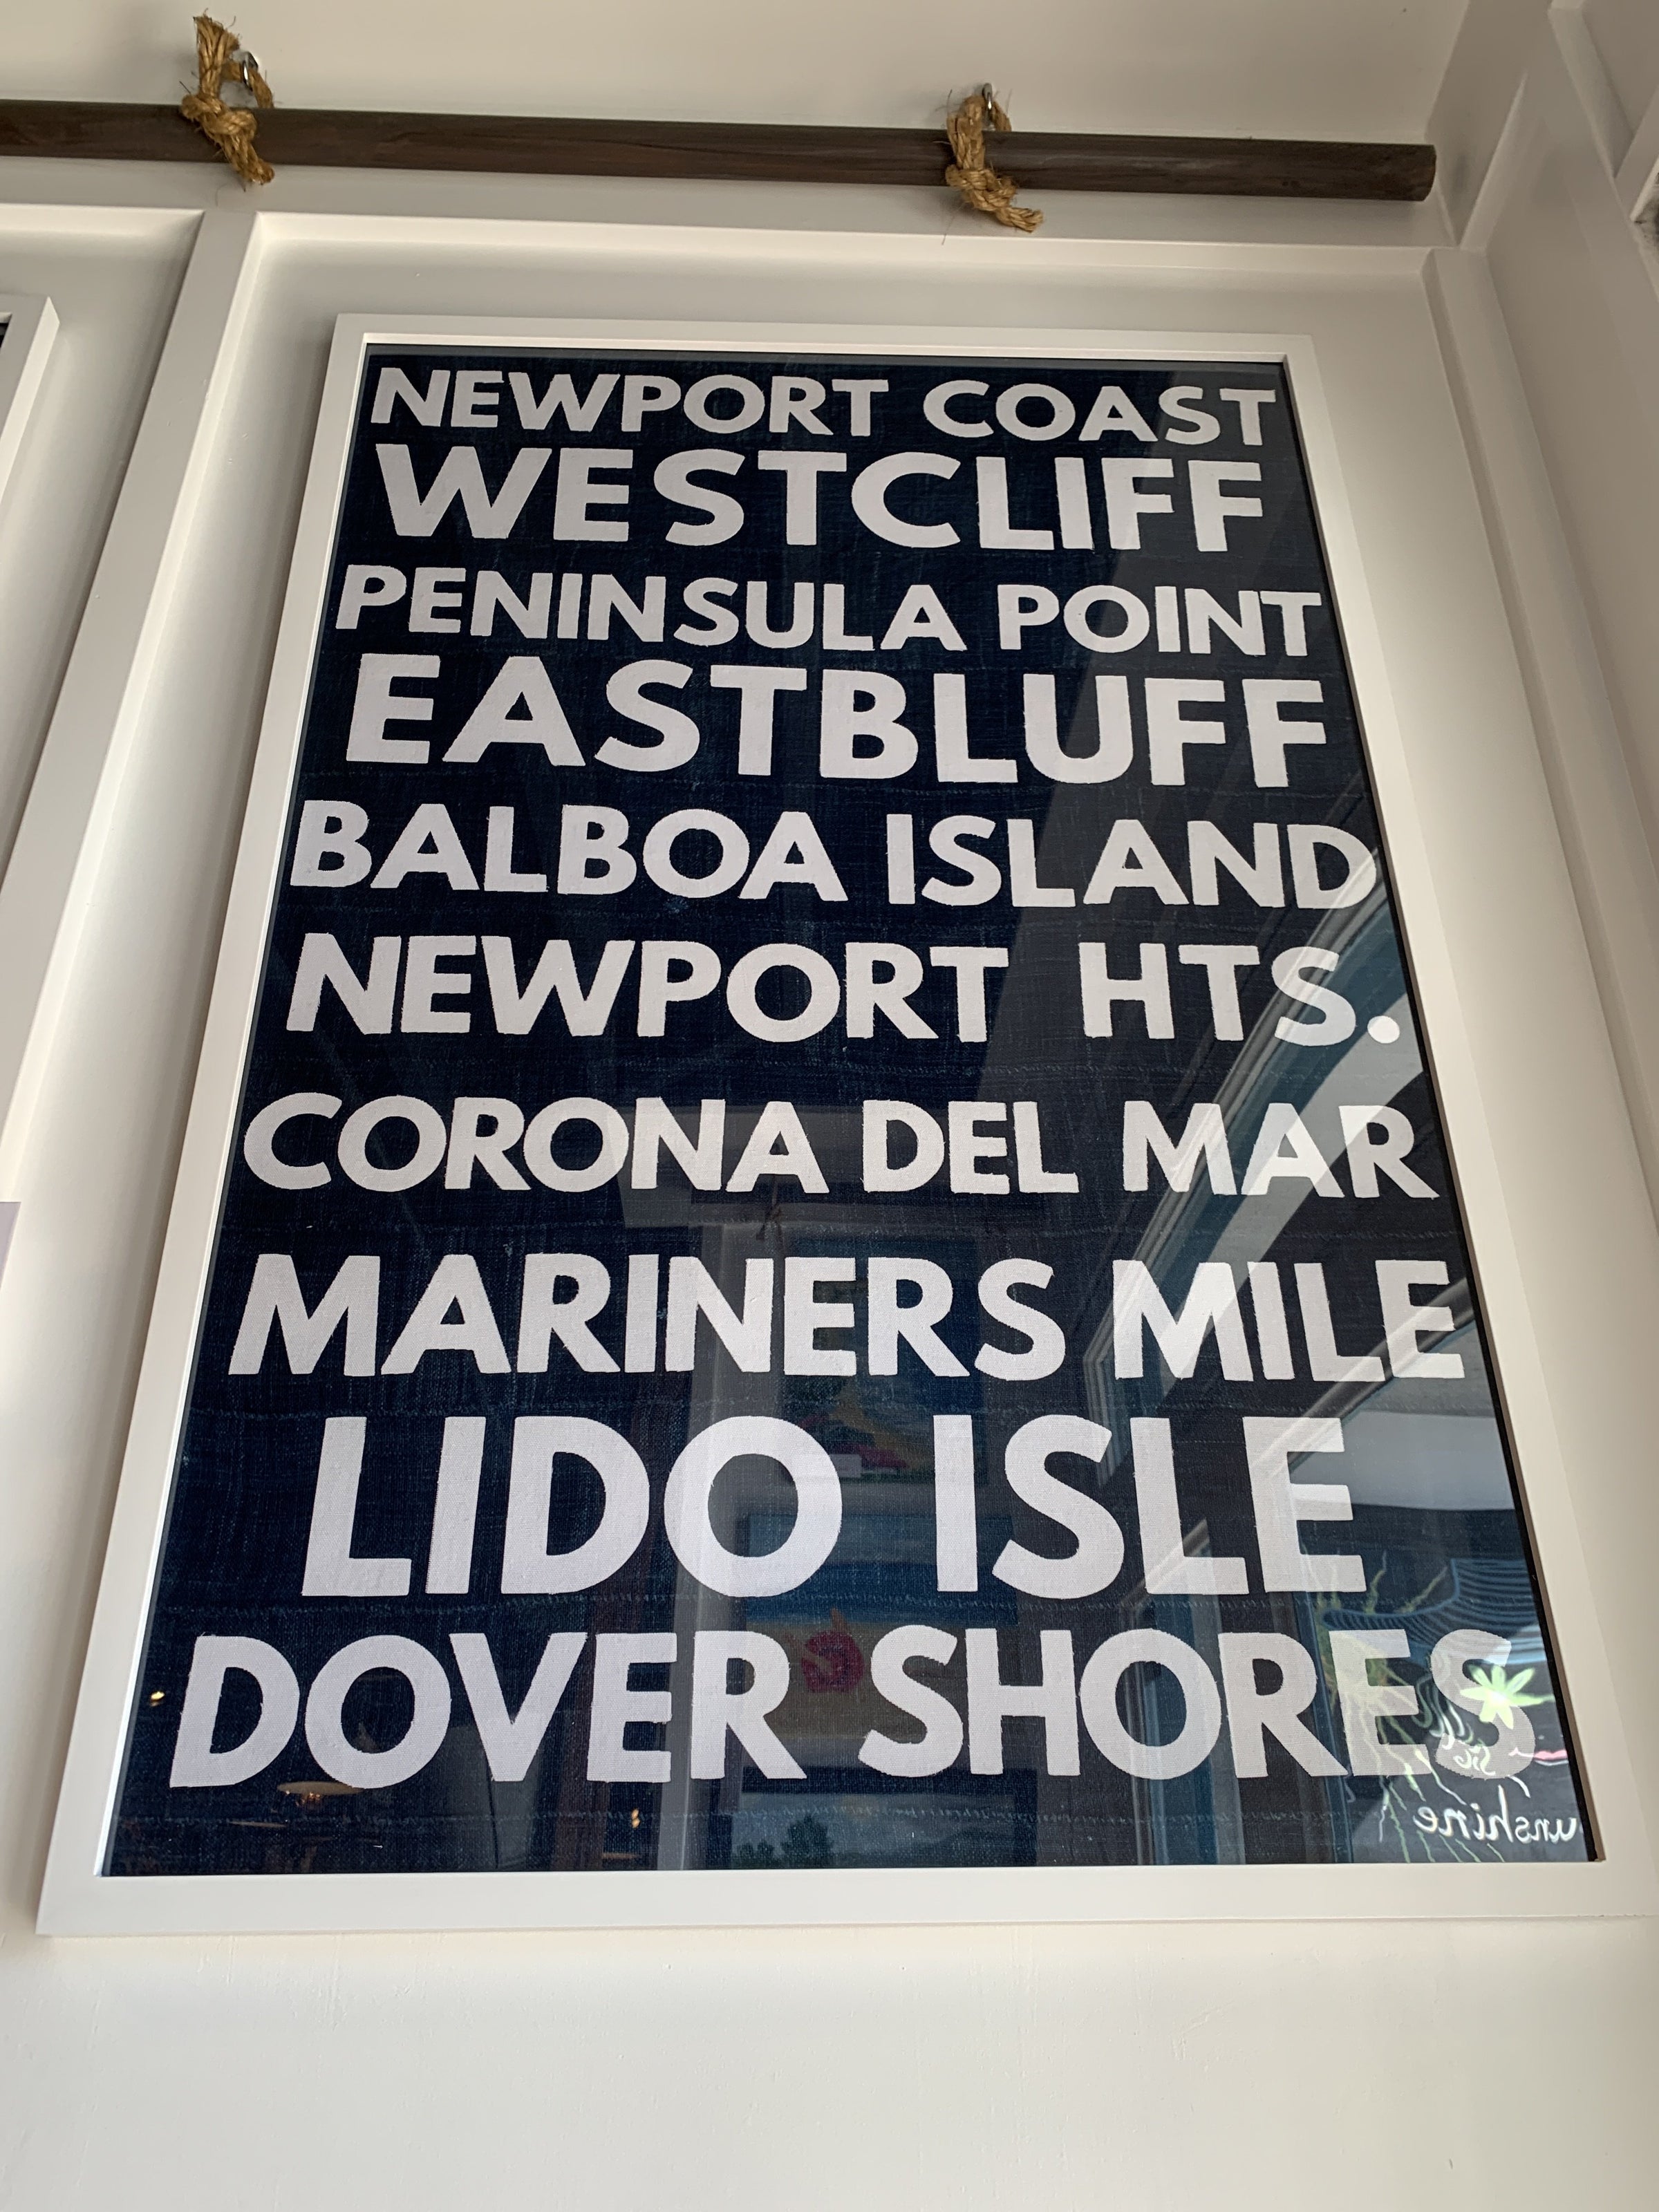 NEWPORT COAST
WESTCLIFF
PENINSULA POINT
EASTBLUFF
BALBOA ISLAND
NEWPORT HTS.
CORONA DEL MAR
MARINERS MILE
LIDO ISLE
DOVER SHORES
unshine